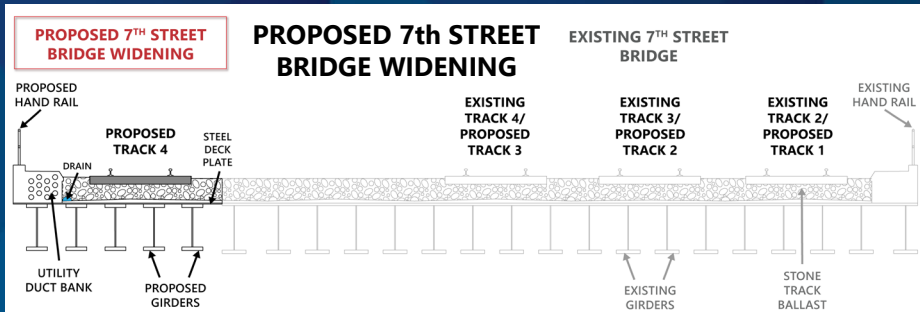 PROPOSED 7TH STREET
BRIDGE WIDENING
PROPOSED 7th STREET
BRIDGE WIDENING
EXISTING 7TH STREET
BRIDGE
PROPOSED
HAND RAIL
PROPOSED
TRACK 4
STEEL
DECK
PLATE
DRAIN
EXISTING
TRACK 4/
PROPOSED
TRACK 3
EXISTING
TRACK 3/
PROPOSED
TRACK 2
EXISTING
TRACK 2/
PROPOSED
TRACK 1
EXISTING
HAND RAIL
UTILITY
DUCT BANK
PROPOSED
GIRDERS
EXISTING
GIRDERS
STONE
TRACK
BALLAST